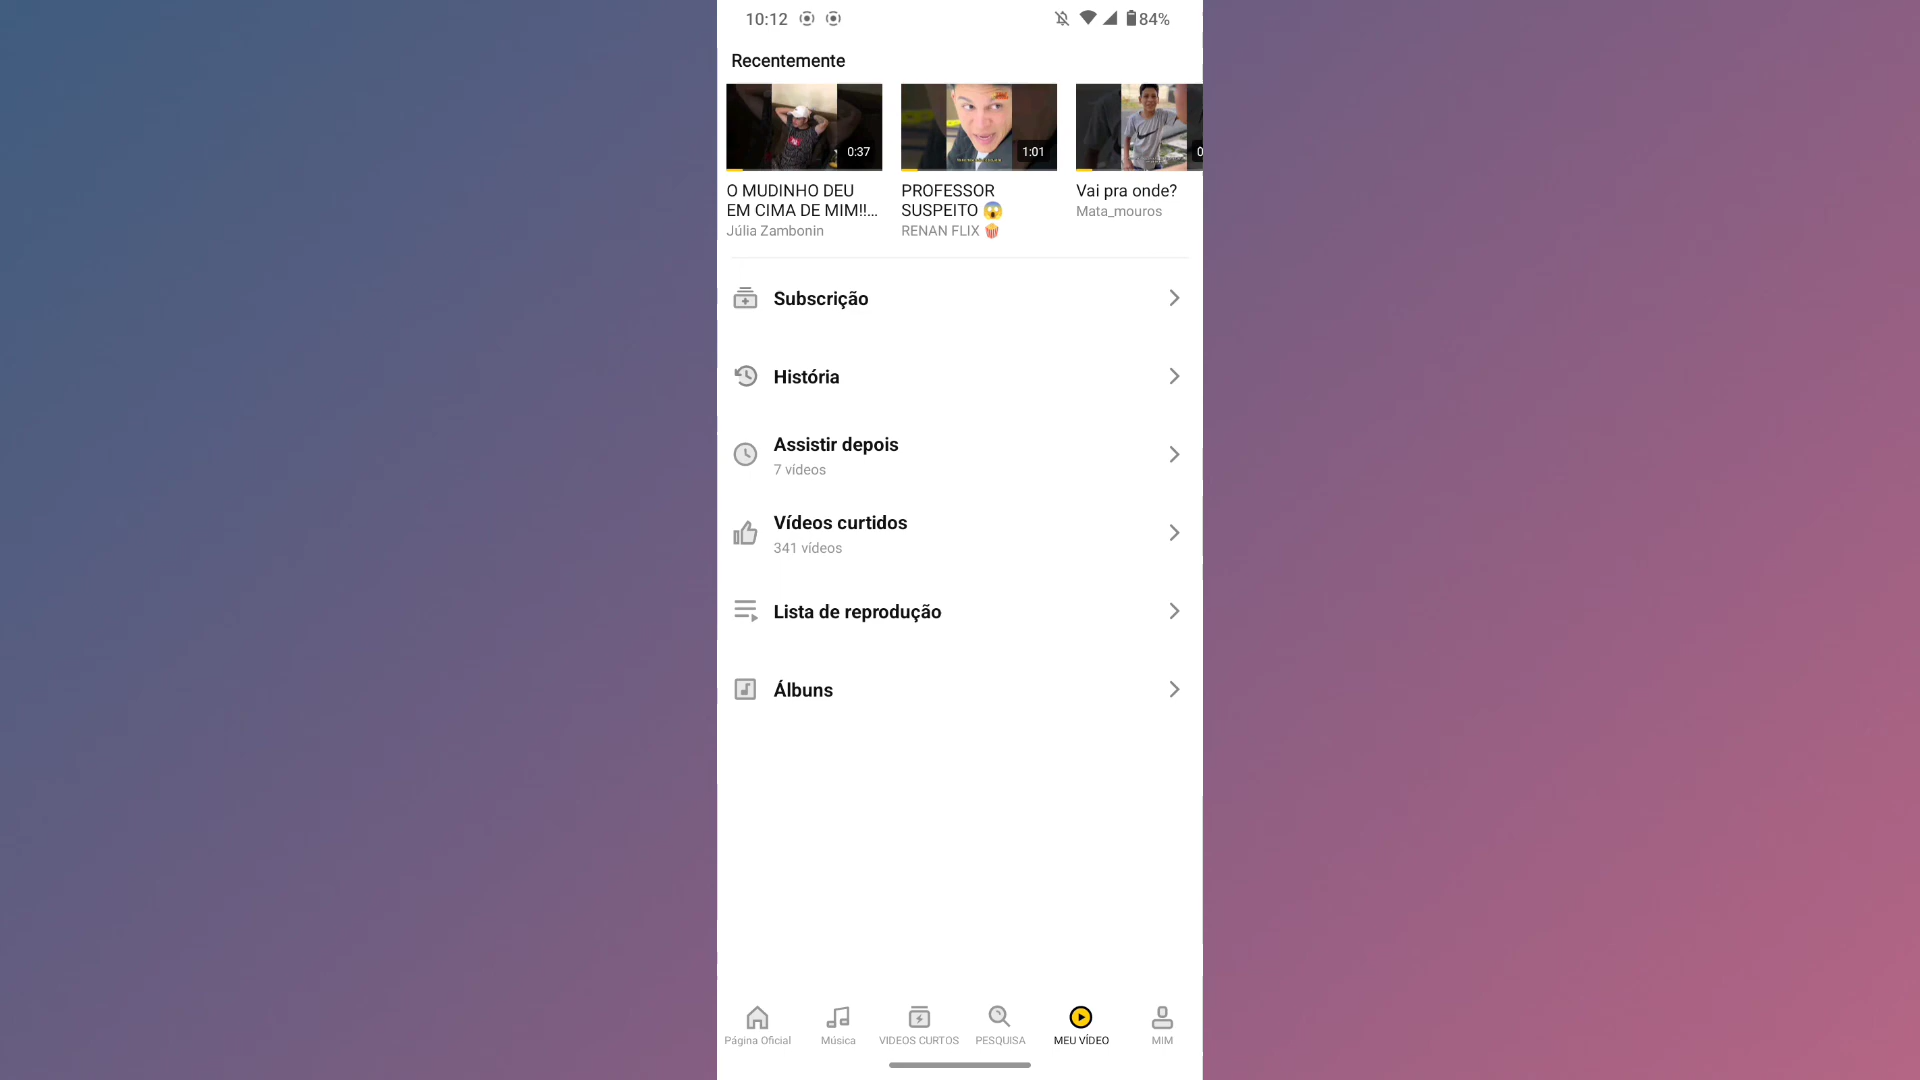 10:12
84%
Recentemente
0:37
1:01
0
O MUDINHO DEU
EM CIMA DE MIM!!...
Júlia Zambonin
PROFESSOR
SUSPEITO 😱
RENAN FLIX 🍿
Vai pra onde?
Mata_mouros
Subscrição
História
Assistir depois
7 vídeos
Vídeos curtidos
341 vídeos
Lista de reprodução
Álbuns
Página Oficial
Música
VIDEOS CURTOS
PESQUISA
MEU VÍDEO
MIM